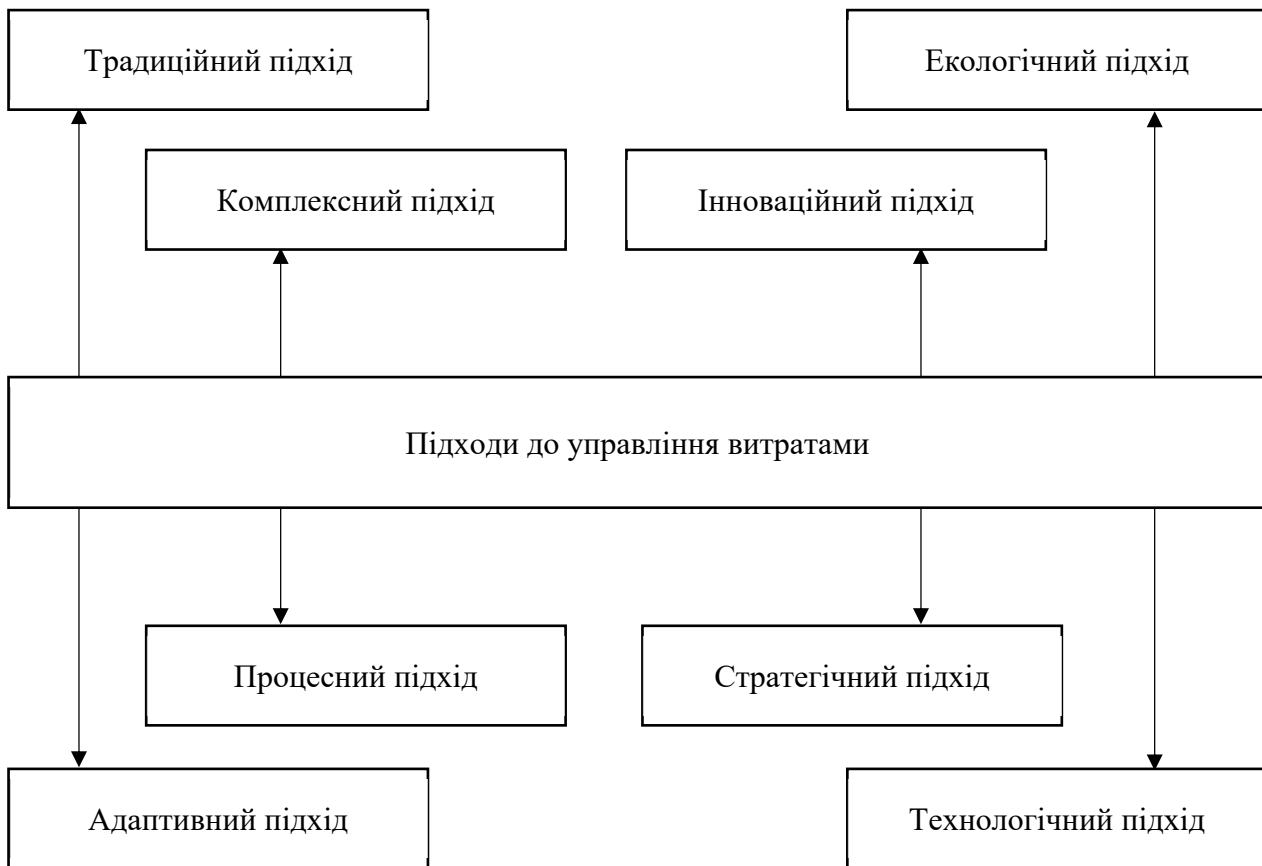 Традиційний підхід
Екологічний підхід
Комплексний підхід
Інноваційний підхід
Підходи до управління витратами
Процесний підхід
Стратегічний підхід
Адаптивний підхід
Технологічний підхід